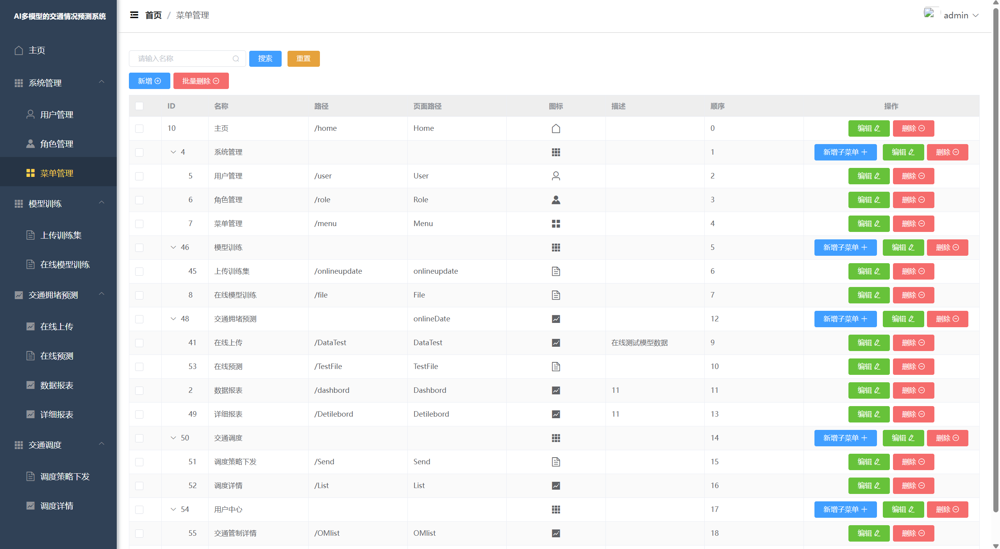 AI多模型的交通情况预测系统
主页
系统管理
用户管理
角色管理
菜单管理
模型训练
上传训练集
在线模型训练
交通拥堵预测
在线上传
在线预测
数据报表
详细报表
交通调度
调度策略下发
调度详情
首页 / 菜单管理
admin
请输入名称 搜索 重置
新增 批量删除
ID 名称 路径 页面路径 图标 描述 顺序 操作
10 主页 /home Home 0 编辑 删除
4 系统管理 1 新增子菜单 编辑 删除
5 用户管理 /user User 2 编辑 删除
6 角色管理 /role Role 3 编辑 删除
7 菜单管理 /menu Menu 4 编辑 删除
46 模型训练 5 新增子菜单 编辑 删除
45 上传训练集 /onlineupdate onlineupdate 6 编辑 删除
8 在线模型训练 /file File 7 编辑 删除
48 交通拥堵预测 onlineDate 12 新增子菜单 编辑 删除
41 在线上传 /DataTest DataTest 在线测试模型数据 9 编辑 删除
53 在线预测 /TestFile TestFile 10 编辑 删除
2 数据报表 /dashbord Dashbord 11 11 编辑 删除
49 详细报表 /Detilebord Detilebord 11 13 编辑 删除
50 交通调度 14 新增子菜单 编辑 删除
51 调度策略下发 /Send Send 15 编辑 删除
52 调度详情 /List List 16 编辑 删除
54 用户中心 17 新增子菜单 编辑 删除
55 交通管制详情 /OMlist OMlist 18 编辑 删除